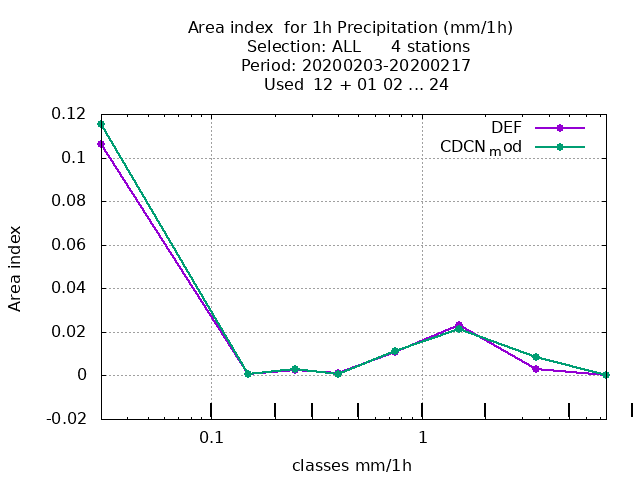 Area index  for 1h Precipitation (mm/1h)
Selection: ALL      4 stations
Period: 20200203-20200217
Used  12 + 01 02 ... 24
0.12
0.1
0.08
0.06
0.04
0.02
0
-0.02
Area index
DEF
CDCN_mod
0.1
1
classes mm/1h